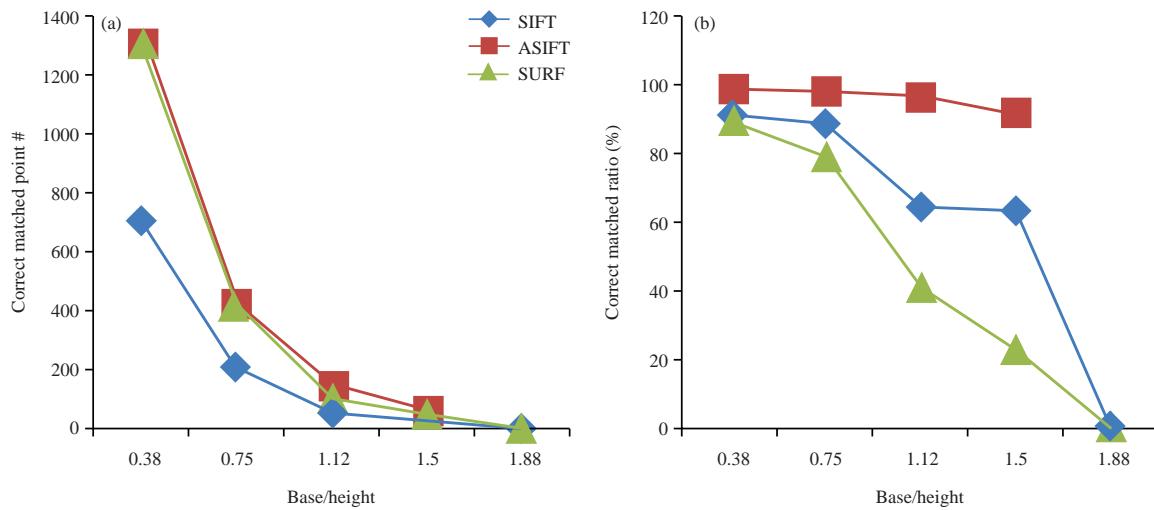 (a)
SIFT
ASIFT
SURF
1400
1200
1000
800
600
400
200
0
Correct matched point #
0.38 0.75 1.12 1.5 1.88
Base/height
(b)
120
100
80
60
40
20
0
Correct matched ratio (%)
0.38 0.75 1.12 1.5 1.88
Base/height